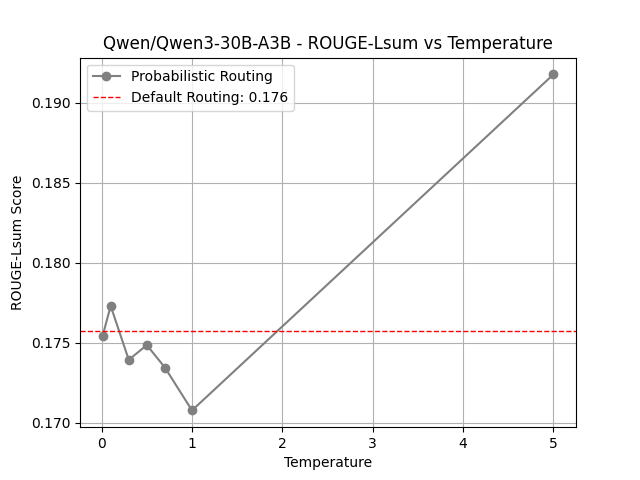 Qwen/Qwen3-30B-A3B - ROUGE-Lsum vs Temperature
Probabilistic Routing
Default Routing: 0.176
ROUGE-Lsum Score
0.190
0.185
0.180
0.175
0.170
0
1
2
3
4
5
Temperature